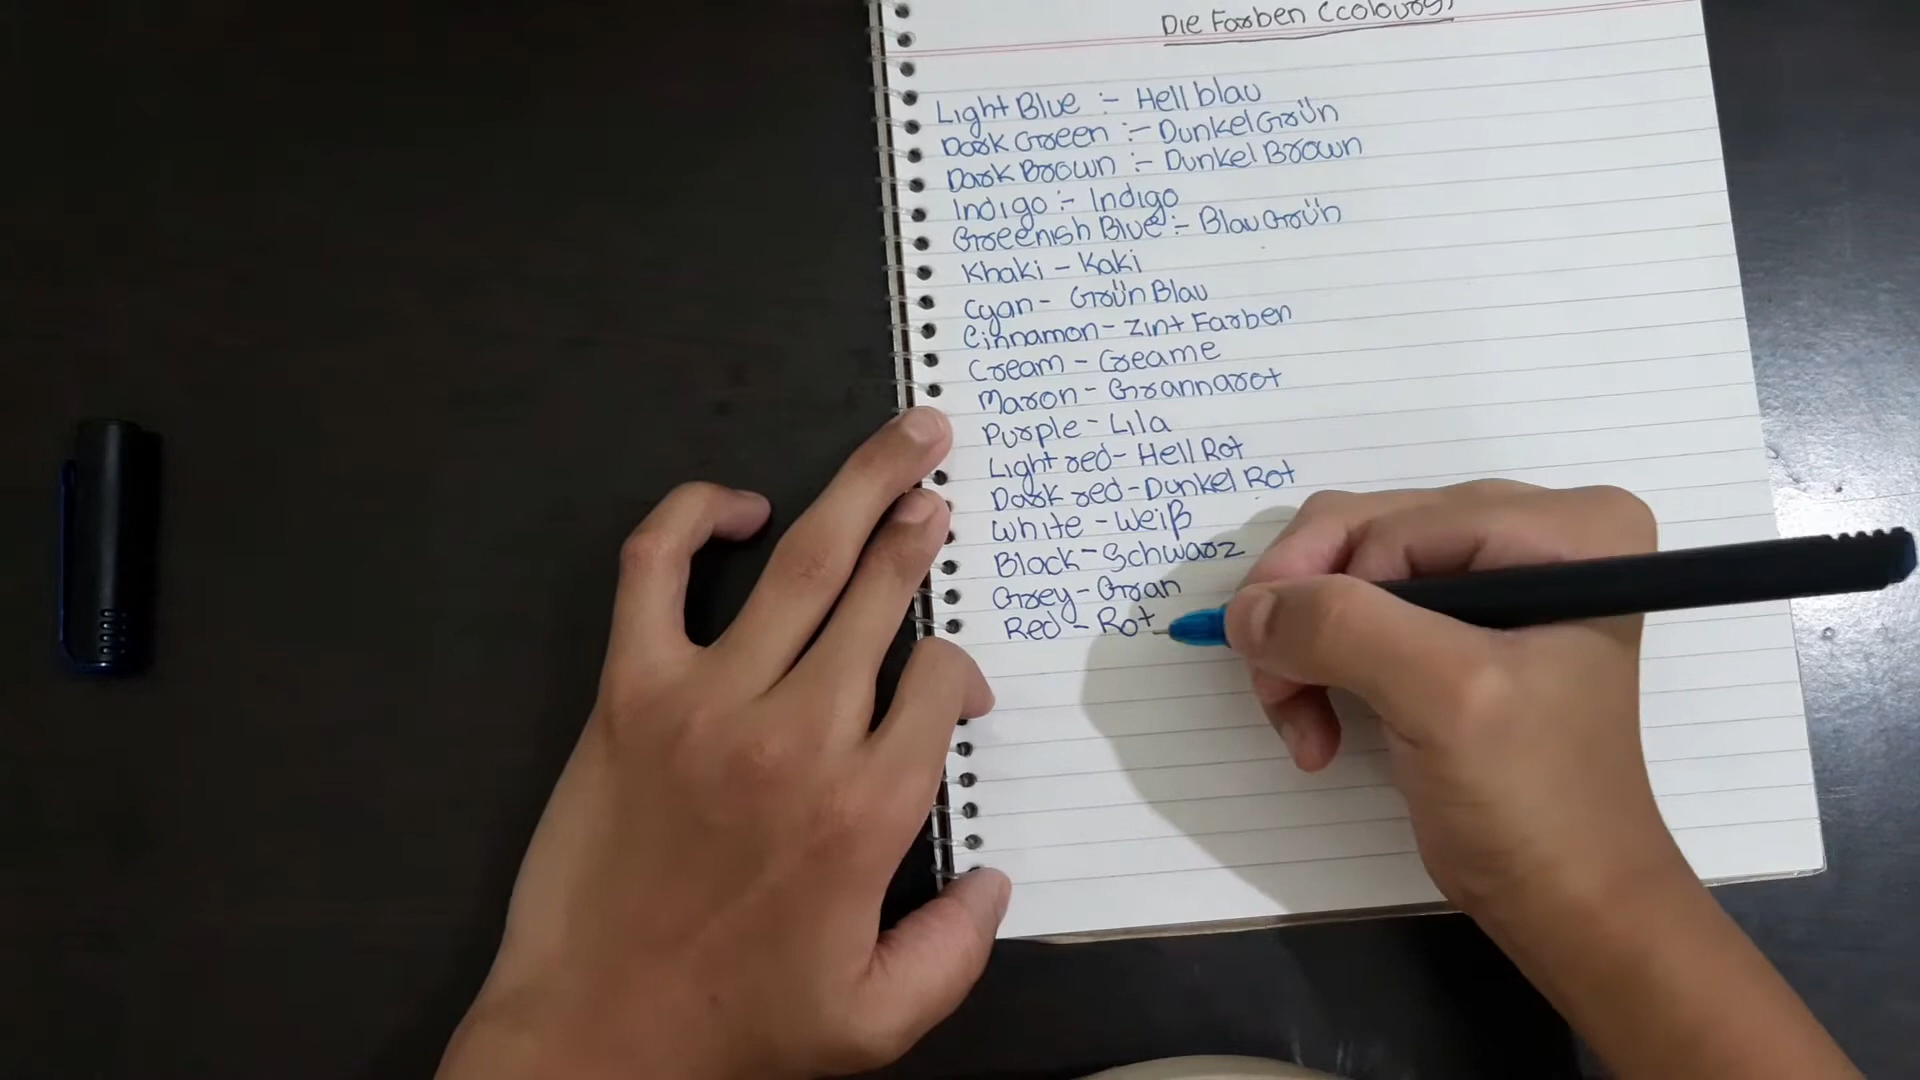 Die Farben (colours)
Light Blue :- Hell blau
Dark Green :- Dunkel Grün
Dark Brown :- Dunkel Brown
Indigo :- Indigo
Greenish Blue :- Blau Grün
Khaki - Kaki
Cyan - Grün Blau
Cinnamon - Zint Farben
Cream - Creame
Maron - Grannarot
Purple - Lila
Light red - Hell Rot
Dark red - Dunkel Rot
White - Weiß
Black - Schwarz
Grey - Gran
Red - Rot